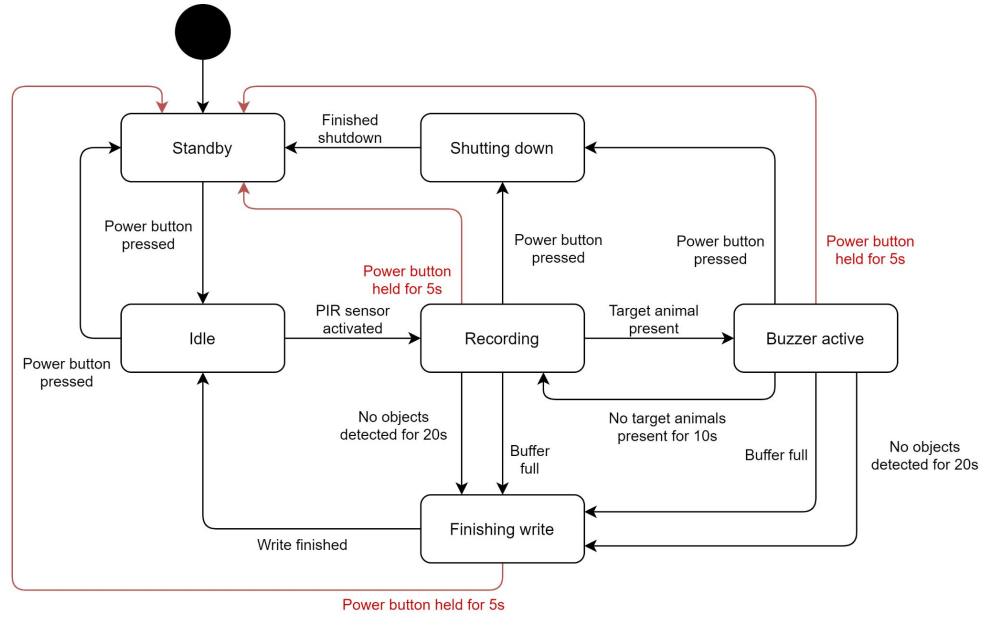 Finished
shutdown
Standby
Shutting down
Power button
pressed
Power button
pressed
Power button
pressed
Power button
held for 5s
Power button
held for 5s
PIR sensor
activated
Target animal
present
Idle
Recording
Buzzer active
Power button
pressed
No objects
detected for 20s
Buffer
full
No target animals
present for 10s
Buffer full
No objects
detected for 20s
Finishing write
Write finished
Power button held for 5s